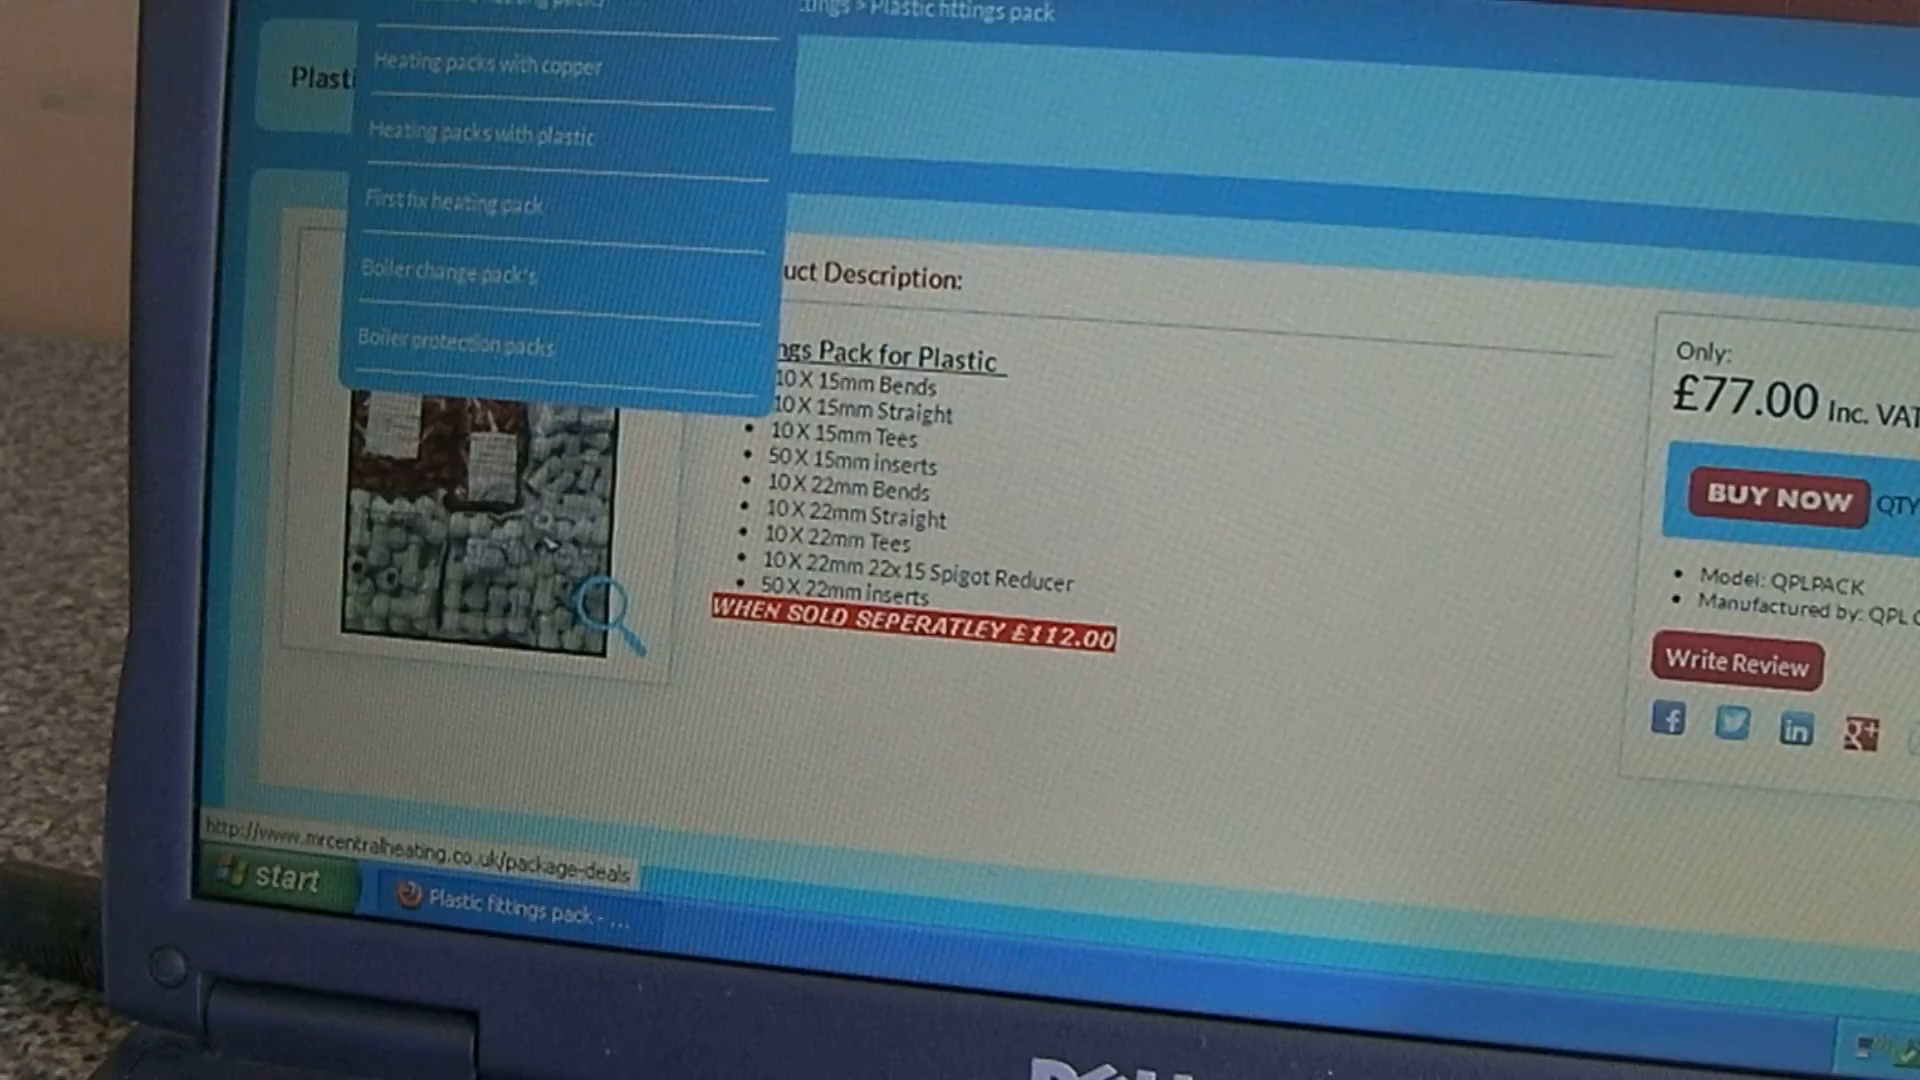 > Plastic fittings pack
Heating packs with copper
Plasti
Heating packs with plastic
First fix heating pack
Boiler change pack's
Boiler protection packs
uct Description:
ngs Pack for Plastic
10 X 15mm Bends
10 X 15mm Straight
10 X 15mm Tees
50 X 15mm inserts
10 X 22mm Bends
10 X 22mm Straight
10 X 22mm Tees
10 X 22mm 22x15 Spigot Reducer
50 X 22mm inserts
WHEN SOLD SEPERATLEY £112.00
Only:
£77.00 Inc. VAT
BUY NOW QTY
Model: QPLPACK
Manufactured by: QPL
Write Review
f
in
g+
http://www.mrcentralheating.co.uk/package-deals
start
Plastic fittings pack - ...
DELL